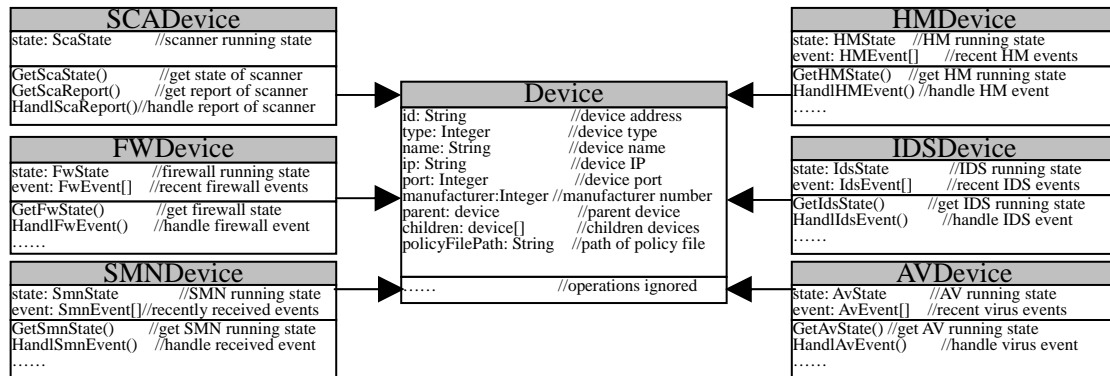 SCADevice
state: ScaState //scanner running state
GetScaState() //get state of scanner
GetScaReport() //get report of scanner
HandlScaReport()//handle report of scanner
FWDevice
state: FwState //firewall running state
event: FwEvent[] //recent firewall events
GetFwState() //get firewall state
HandlFwEvent() //handle firewall event
……
SMNDevice
state: SmnState //SMN running state
event: SmnEvent[]//recently received events
GetSmnState() //get SMN running state
HandlSmnEvent() //handle received event
……
Device
id: String //device address
type: Integer //device type
name: String //device name
ip: String //device IP
port: Integer //device port
manufacturer:Integer //manufacturer number
parent: device //parent device
children: device[] //children devices
policyFilePath: String //path of policy file
…… //operations ignored
HMDevice
state: HMState //HM running state
event: HMEvent[] //recent HM events
GetHMState() //get HM running state
HandlHMEvent() //handle HM event
……
IDSDevice
state: IdsState //IDS running state
event: IdsEvent[] //recent IDS events
GetIdsState() //get IDS running state
HandlIdsEvent() //handle IDS event
……
AVDevice
state: AvState //AV running state
event: AvEvent[] //recent virus events
GetAvState() //get AV running state
HandlAvEvent() //handle virus event
……